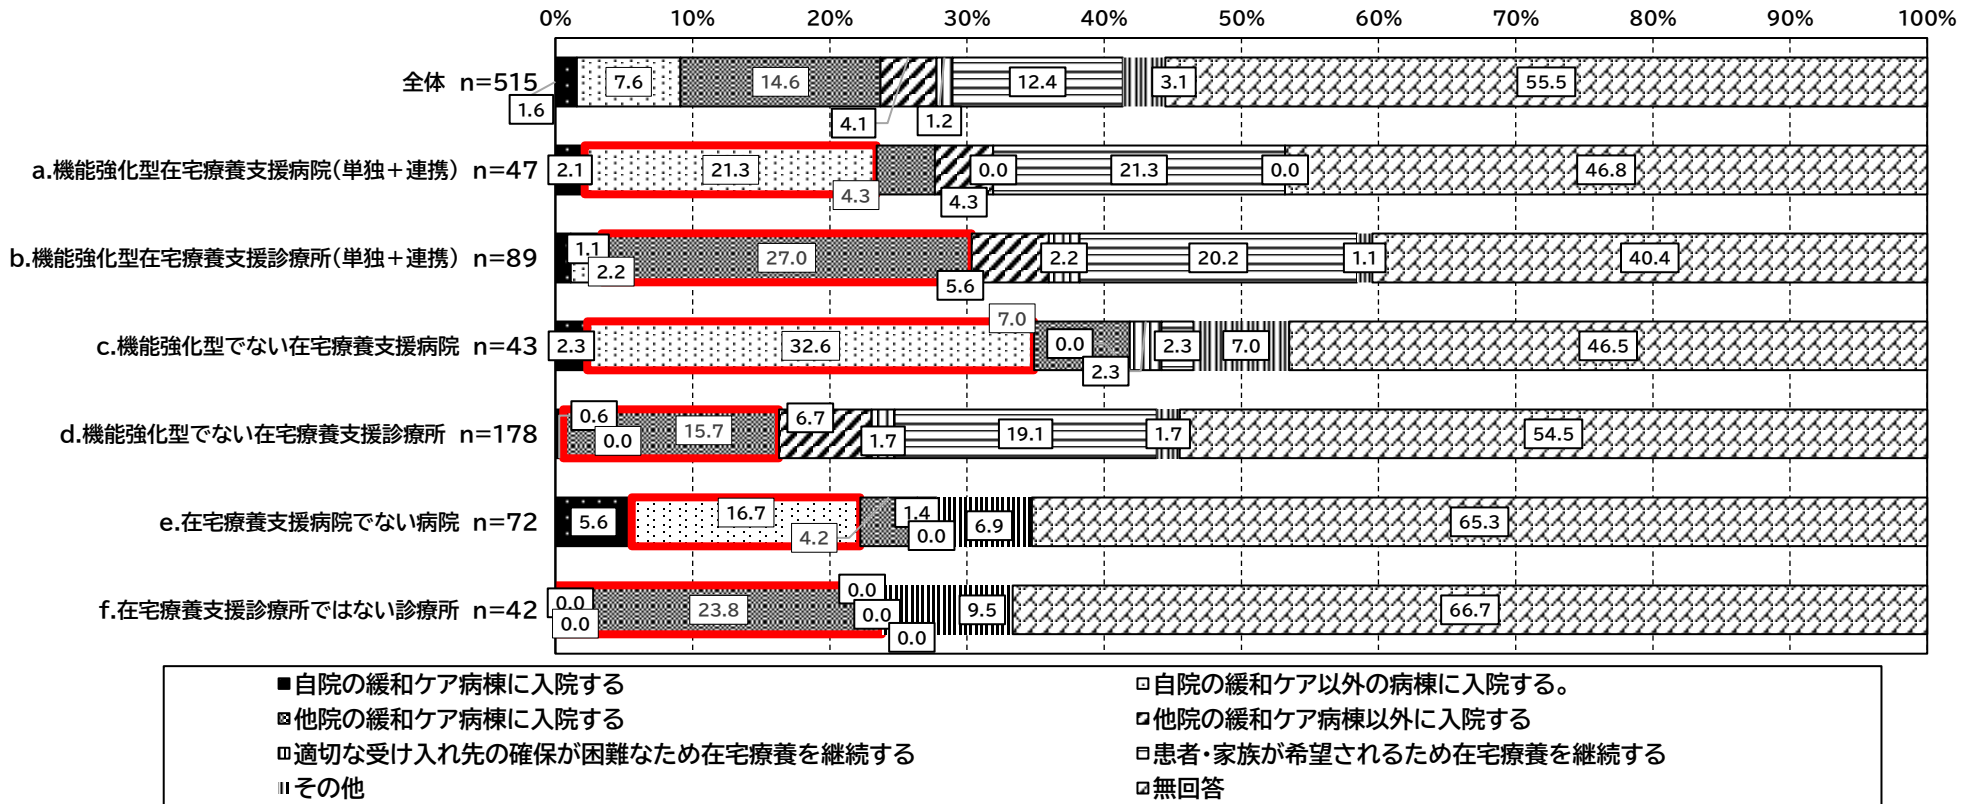 0% 10% 20% 30% 40% 50% 60% 70% 80% 90% 100%
全体 n=515 1.6 7.6 14.6 4.1 1.2 12.4 3.1 55.5
a.機能強化型在宅療養支援病院(単独+連携) n=47 2.1 21.3 4.3 4.3 0.0 21.3 0.0 46.8
b.機能強化型在宅療養支援診療所(単独+連携) n=89 1.1 2.2 27.0 5.6 2.2 20.2 1.1 40.4
c.機能強化型でない在宅療養支援病院 n=43 2.3 32.6 7.0 0.0 2.3 2.3 7.0 46.5
d.機能強化型でない在宅療養支援診療所 n=178 0.6 0.0 15.7 6.7 1.7 19.1 1.7 54.5
e.在宅療養支援病院でない病院 n=72 5.6 16.7 4.2 1.4 0.0 6.9 65.3
f.在宅療養支援診療所ではない診療所 n=42 0.0 0.0 23.8 0.0 0.0 0.0 9.5 66.7
自院の緩和ケア病棟に入院する 自院の緩和ケア以外の病棟に入院する。
他院の緩和ケア病棟に入院する 他院の緩和ケア病棟以外に入院する
適切な受け入れ先の確保が困難なため在宅療養を継続する 患者・家族が希望されるため在宅療養を継続する
その他 無回答